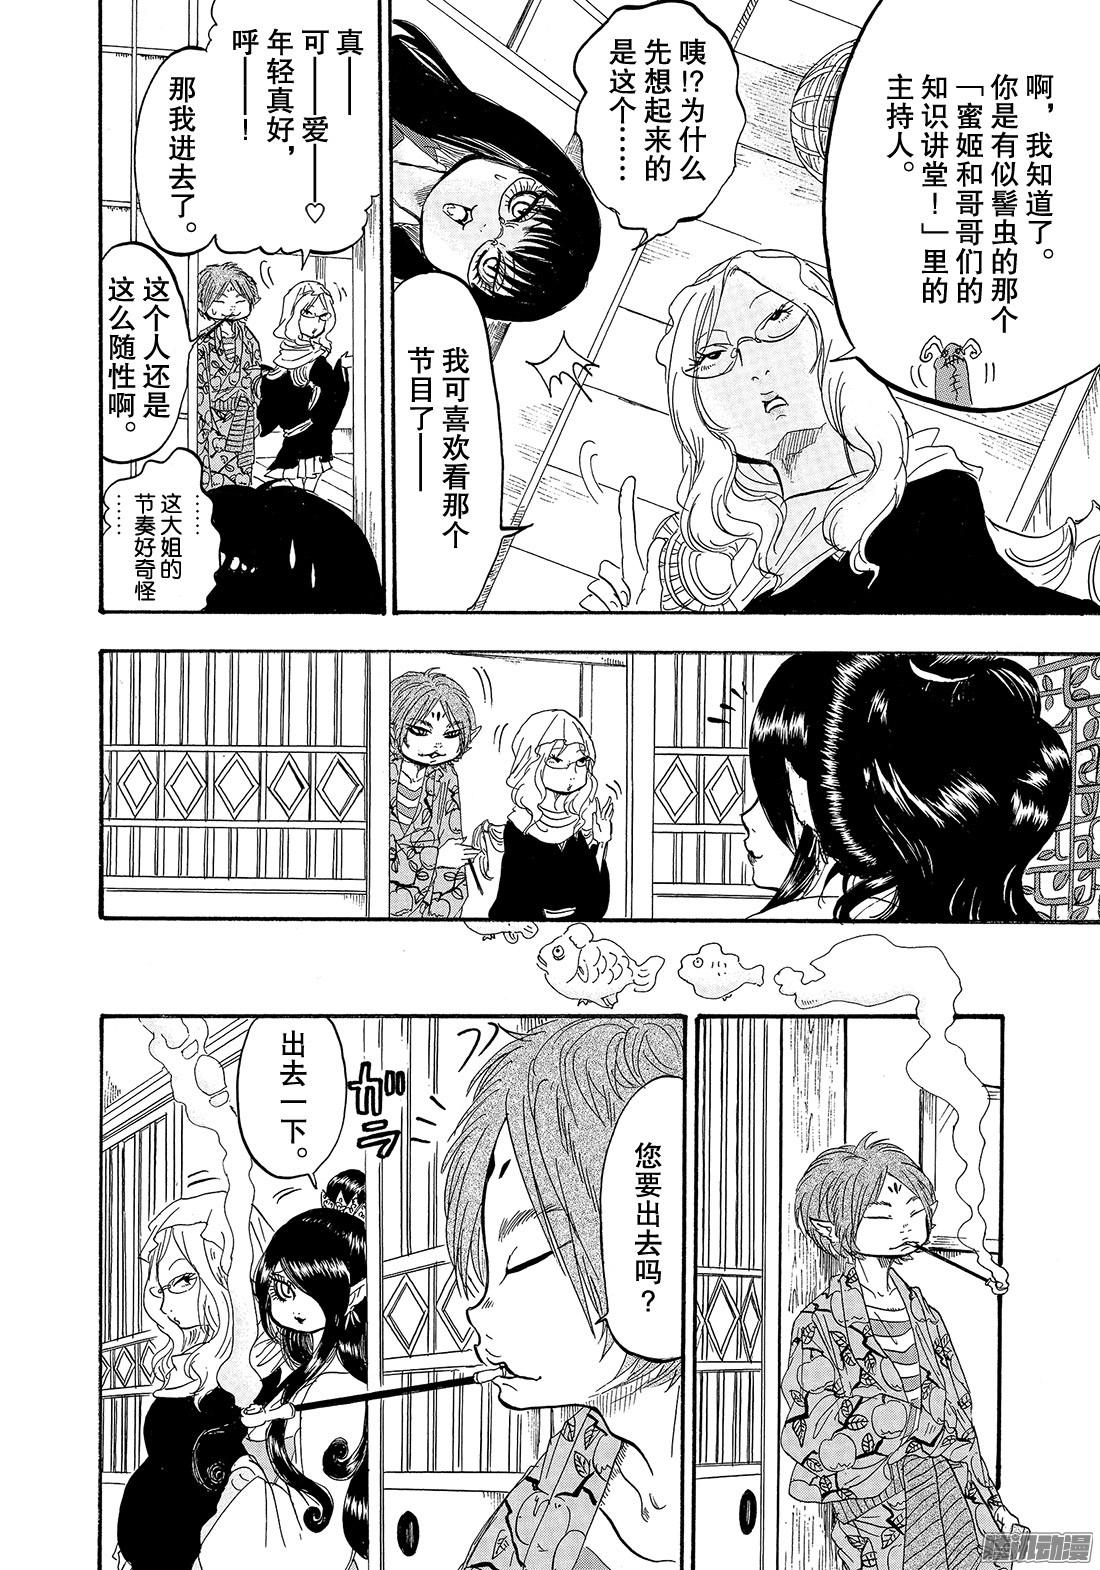 啊，我知道了。
你是有似髻虫的那个
「蜜姬和哥哥们的
知识讲堂！」里的
主持人。
咦!?为什么
先想起来的
是这个……
我可喜欢看那个
节目了——
真——
可——爱——♡
年轻真好，
呼——！
那我进去了。
这个人还是
这么随性啊。
……这大姐的
节奏好奇怪……
您要出去吗？
ガラ
出去一下。
腾讯动漫